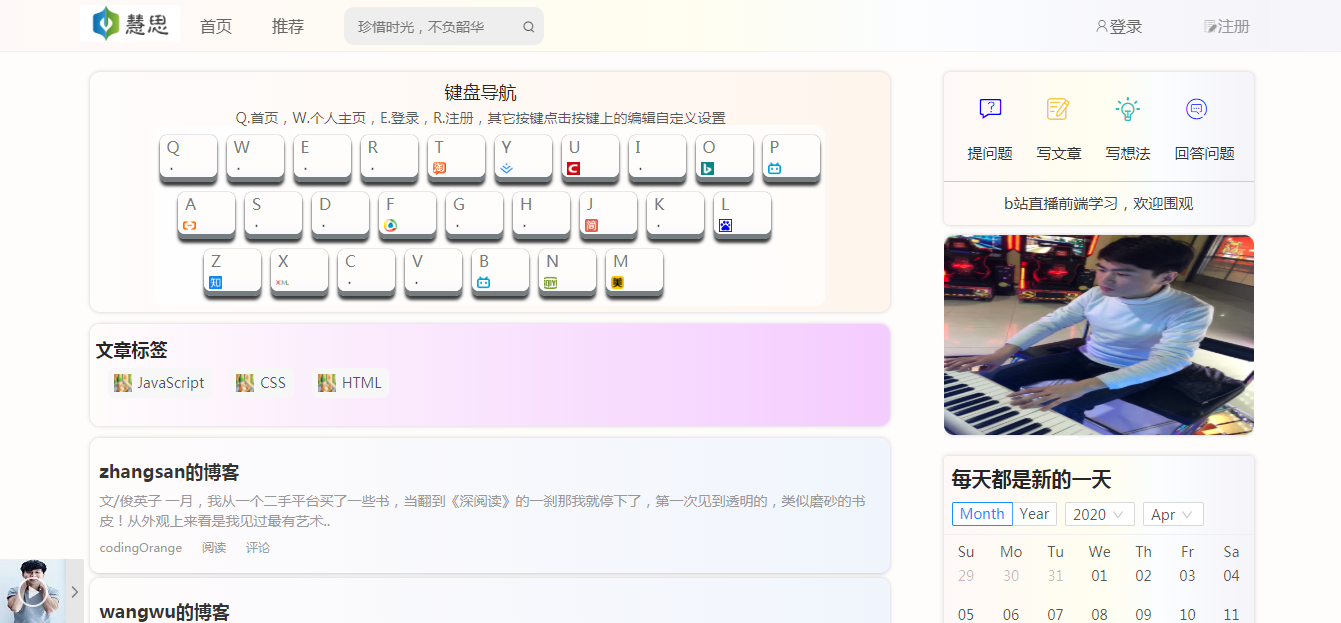 慧思 首页 推荐 珍惜时光，不负韶华 登录 注册
键盘导航
Q.首页，W.个人主页，E.登录，R.注册，其它按键点击按键上的编辑自定义设置
Q W E R T Y U I O P
A S D F G H J K L
Z X C V B N M
文章标签
JavaScript CSS HTML
zhangsan的博客
文/俊英子 一月，我从一个二手平台买了一些书，当翻到《深阅读》的一刹那我就停下了，第一次见到透明的，类似磨砂的书
皮！从外观上来看是我见过最有艺术..
codingOrange 阅读 评论
wangwu的博客
提问题 写文章 写想法 回答问题
b站直播前端学习，欢迎围观
每天都是新的一天
Month Year 2020 Apr
Su Mo Tu We Th Fr Sa
29 30 31 01 02 03 04
05 06 07 08 09 10 11